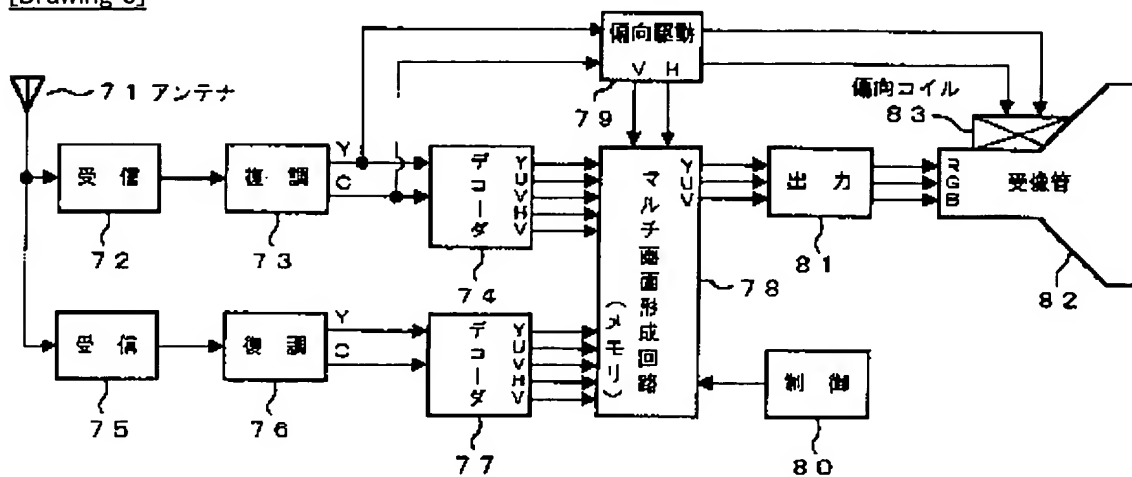 偏向駆動
V H
79
71 アンテナ
偏向コイル
83
受信
72
復調
73
Y
C
デコーダ
74
Y
U
V
H
V
マルチ画面形成回路
(メモリ)
78
Y
U
V
出力
81
R
G
B
受像管
82
受信
75
復調
76
Y
C
デコーダ
77
Y
U
V
H
V
制御
80